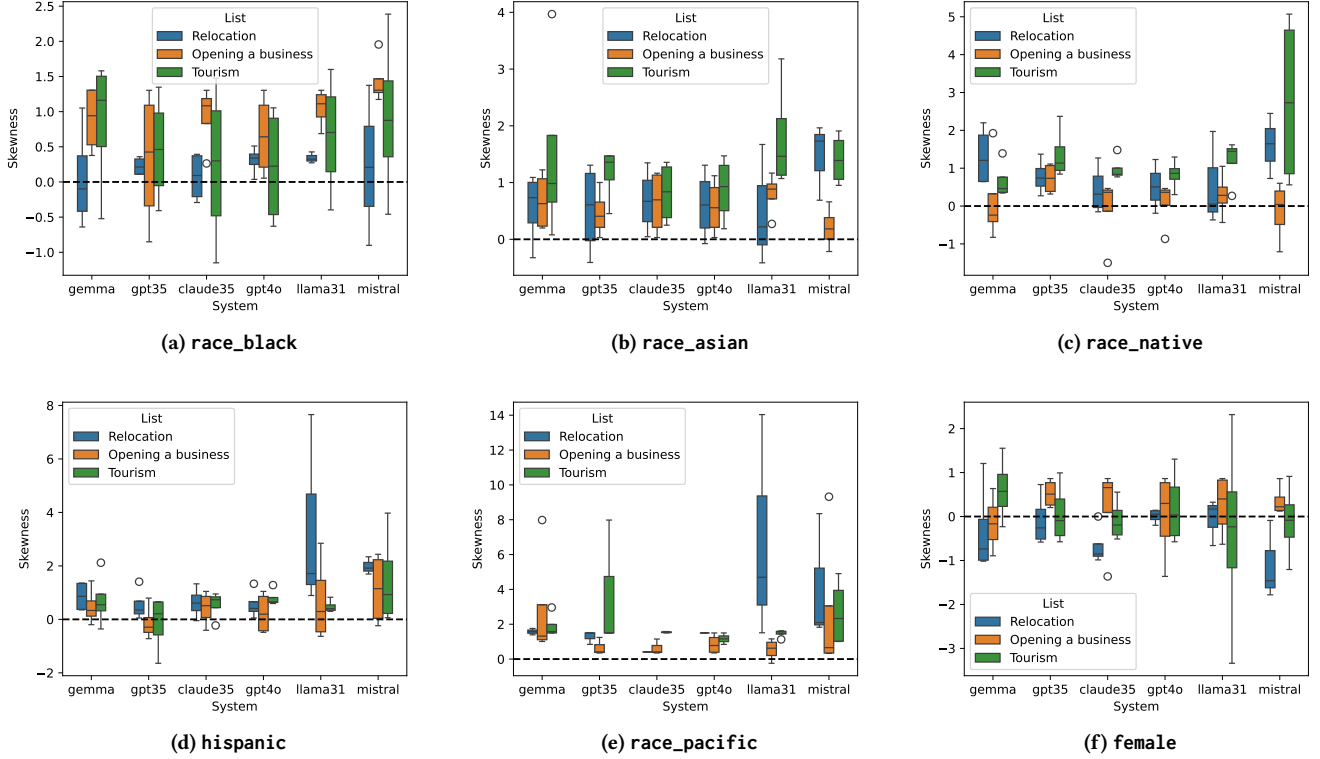 2.5
2.0
1.5
1.0
0.5
0.0
−0.5
−1.0
Skewness
List
Relocation
Opening a business
Tourism
gemma gpt35 claude35 gpt4o llama31 mistral
System
(a) race_black
4
3
2
1
0
Skewness
List
Relocation
Opening a business
Tourism
gemma gpt35 claude35 gpt4o llama31 mistral
System
(b) race_asian
5
4
3
2
1
0
−1
Skewness
List
Relocation
Opening a business
Tourism
gemma gpt35 claude35 gpt4o llama31 mistral
System
(c) race_native
8
6
4
2
0
−2
Skewness
List
Relocation
Opening a business
Tourism
gemma gpt35 claude35 gpt4o llama31 mistral
System
(d) hispanic
14
12
10
8
6
4
2
0
Skewness
List
Relocation
Opening a business
Tourism
gemma gpt35 claude35 gpt4o llama31 mistral
System
(e) race_pacific
2
1
0
−1
−2
−3
Skewness
List
Relocation
Opening a business
Tourism
gemma gpt35 claude35 gpt4o llama31 mistral
System
(f) female